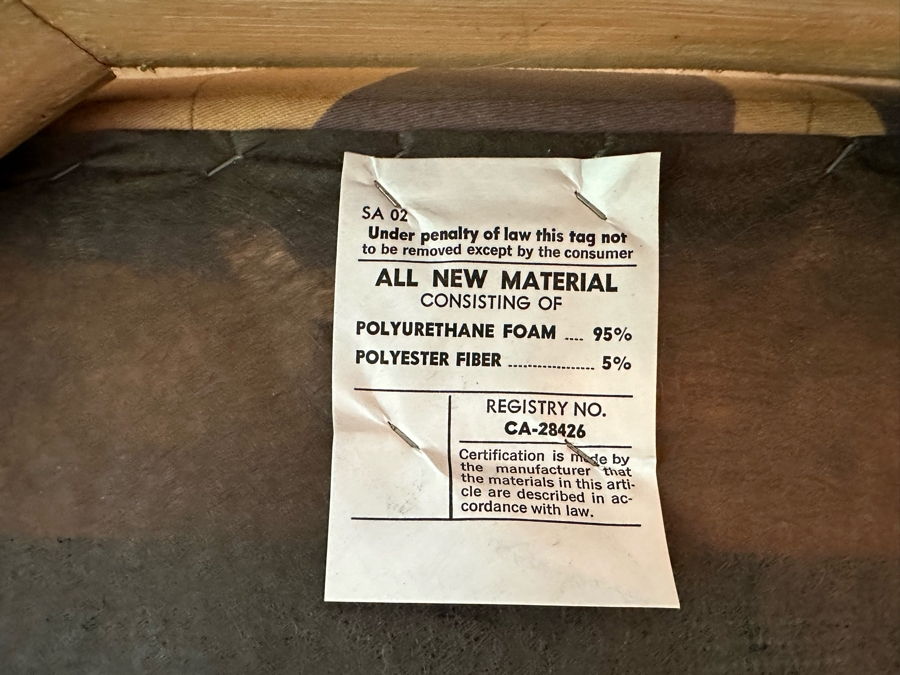 SA 02
Under penalty of law this tag not
to be removed except by the consumer
ALL NEW MATERIAL
CONSISTING OF
POLYURETHANE FOAM .... 95%
POLYESTER FIBER .................. 5%
REGISTRY NO.
CA-28426
Certification is made by
the manufacturer that
the materials in this arti-
cle are described in ac-
cordance with law.